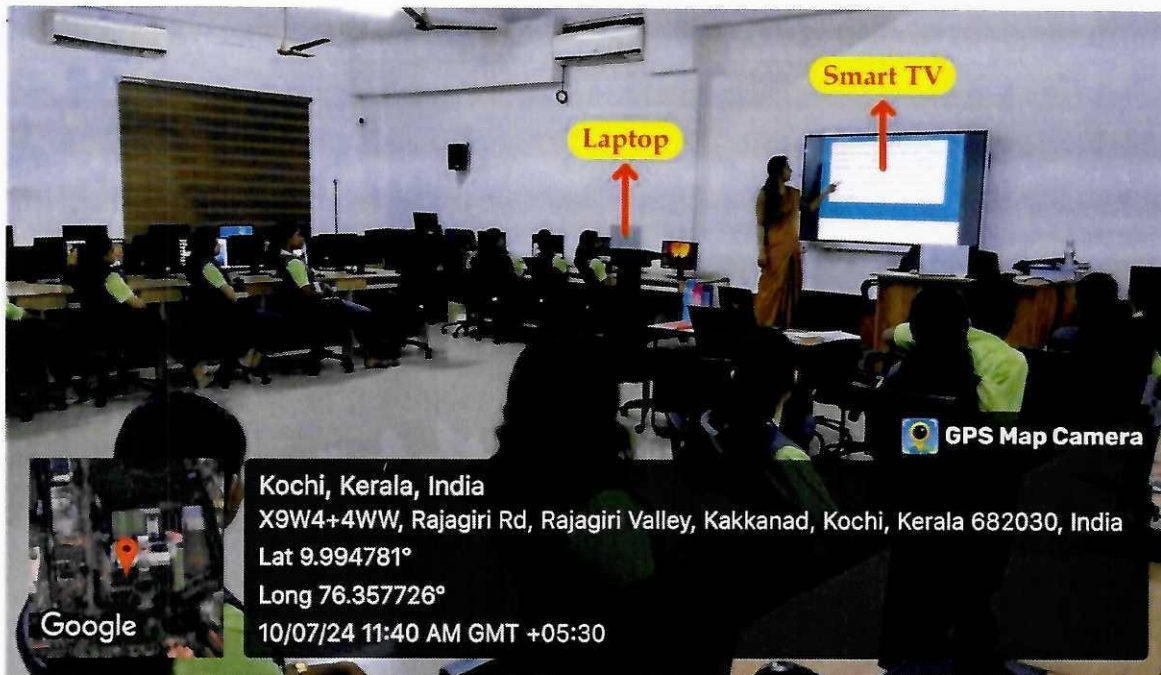 Smart TV
Laptop
GPS Map Camera
Kochi, Kerala, India
X9W4+4WW, Rajagiri Rd, Rajagiri Valley, Kakkanad, Kochi, Kerala 682030, India
Lat 9.994781°
Long 76.357726°
10/07/24 11:40 AM GMT +05:30
Google